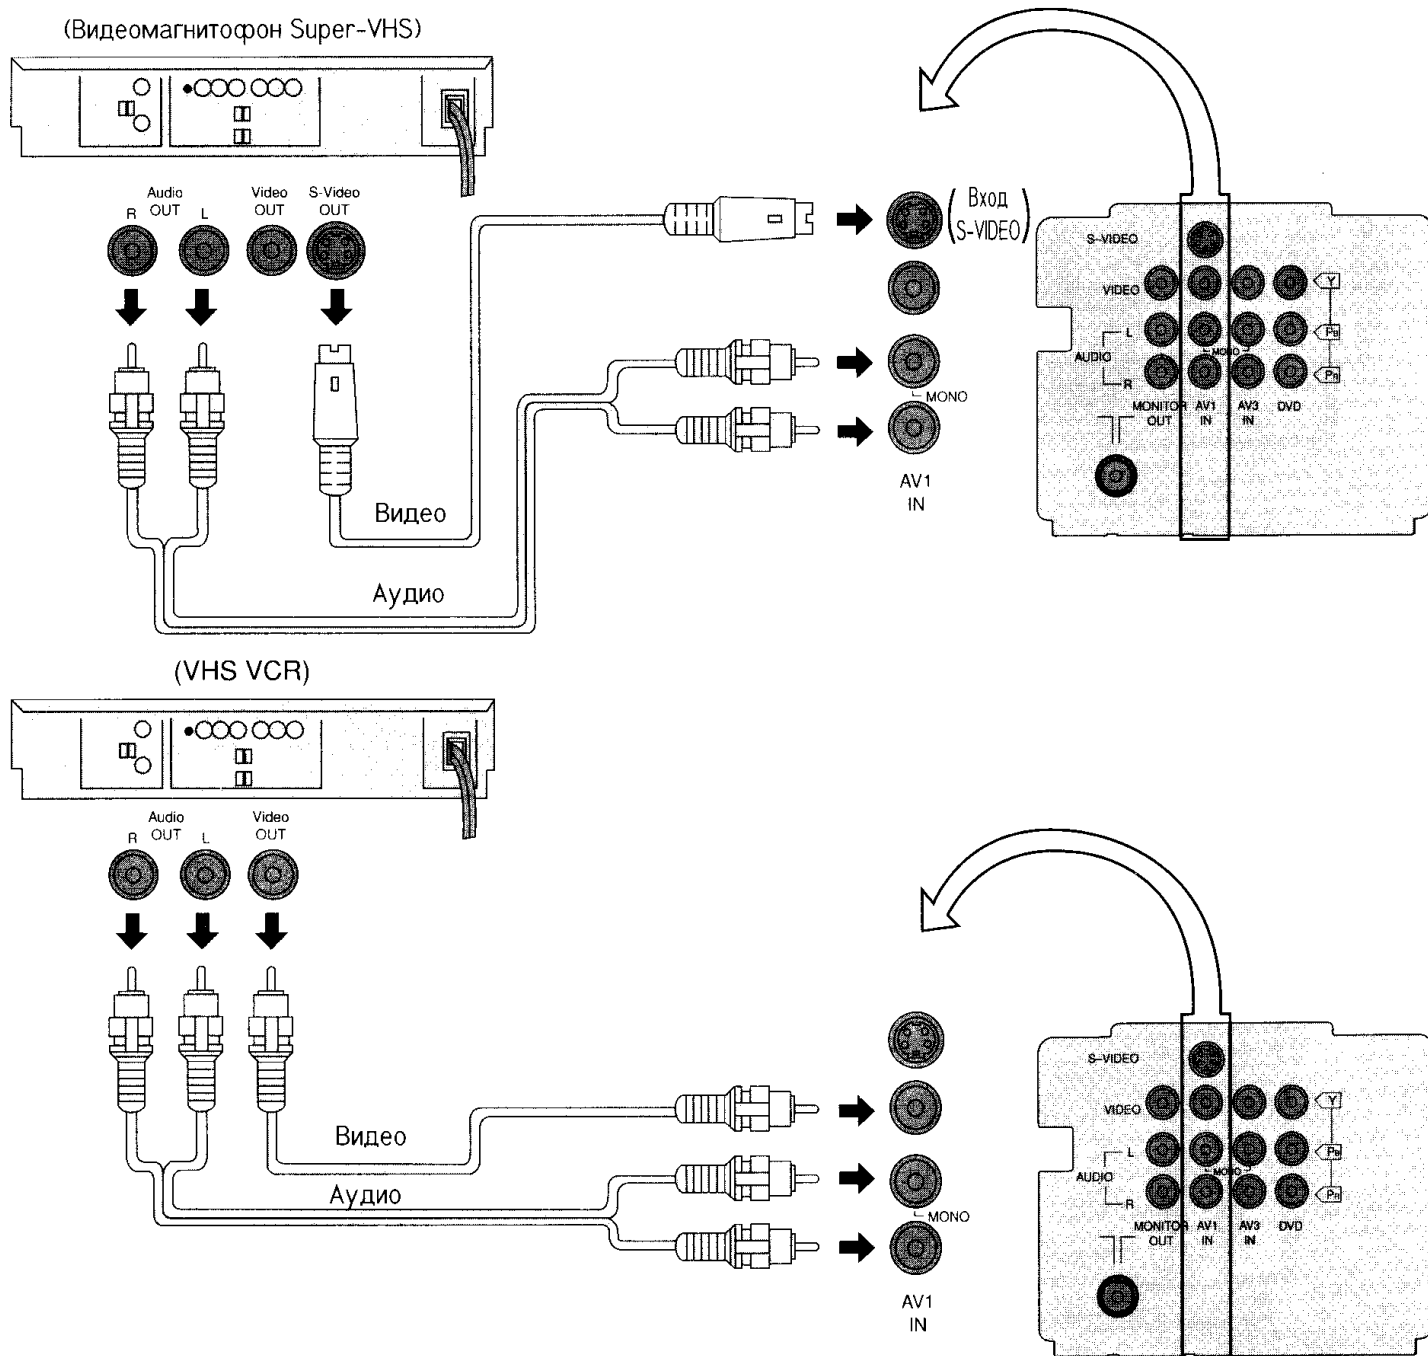 (Видеомагнитофон Super-VHS)
Audio
OUT
R
L
Video
OUT
S-Video
OUT
Вход
S-VIDEO
MONO
AV1
IN
Видео
Аудио
S-VIDEO
VIDEO
AUDIO
L
R
MONO
MONITOR
OUT
AV1
IN
AV3
IN
DVD
Y
PB
PR
(VHS VCR)
Audio
OUT
R
L
Video
OUT
Видео
Аудио
MONO
AV1
IN
S-VIDEO
VIDEO
AUDIO
L
R
MONO
MONITOR
OUT
AV1
IN
AV3
IN
DVD
Y
PB
PR